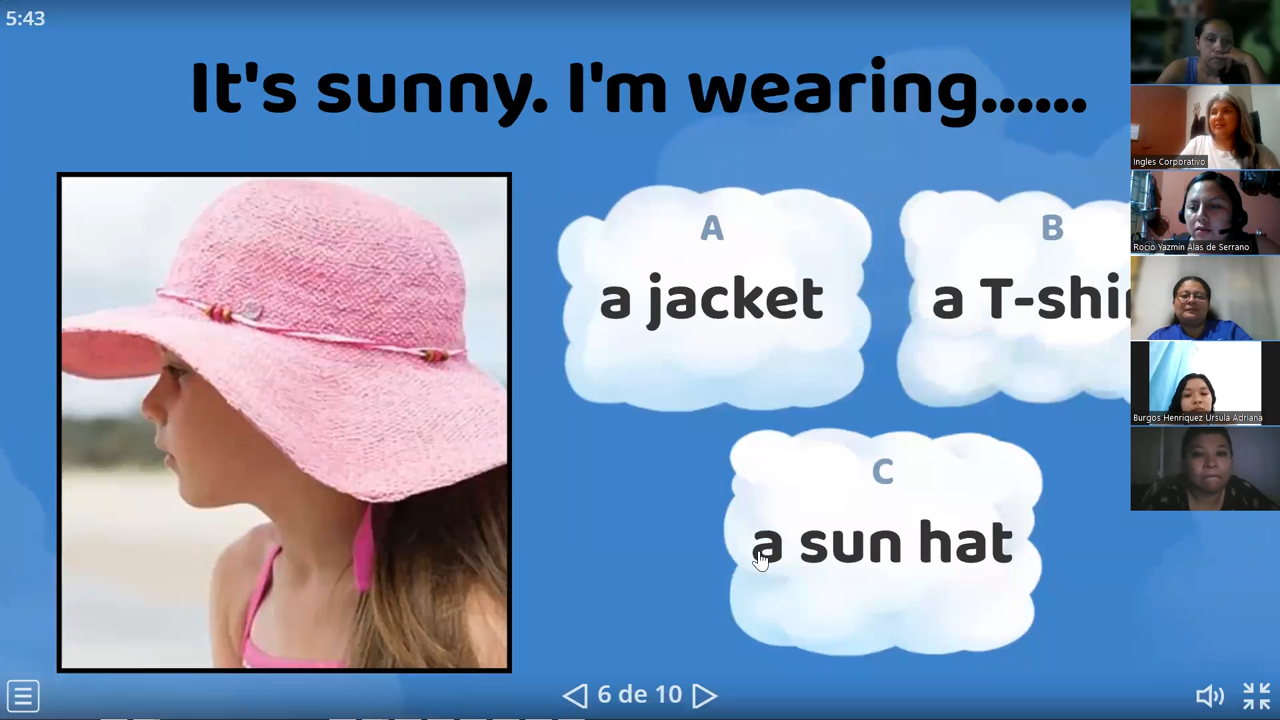 5:43
It's sunny. I'm wearing......
A
a jacket
B
a T-shir
C
a sun hat
6 de 10
Ingles Corporativo
Rocio Yazmin Alas de Serrano
Burgos Henriquez Ursula Adriana